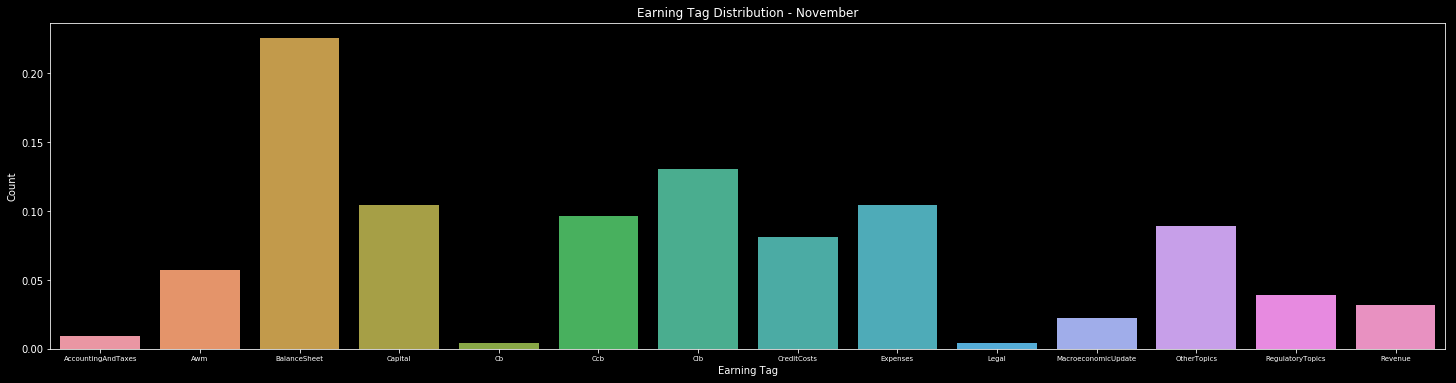 Earning Tag Distribution - November
Count
0.20
0.15
0.10
0.05
0.00
AccountingAndTaxes Awm BalanceSheet Capital Cb Ccb CIb CreditCosts Expenses Legal MacroeconomicUpdate OtherTopics RegulatoryTopics Revenue
Earning Tag